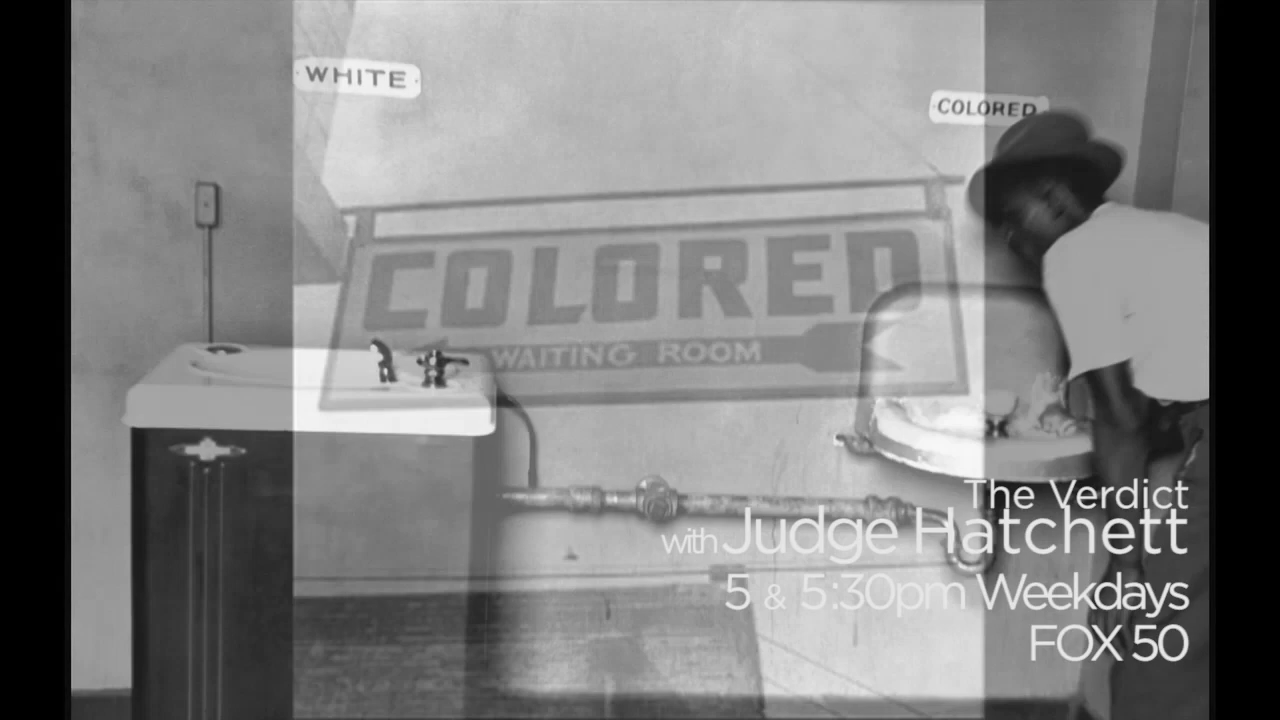 WHITE
COLORED
COLORED
WAITING ROOM
The Verdict
with Judge Hatchett
5 & 5:30pm Weekdays
FOX 50